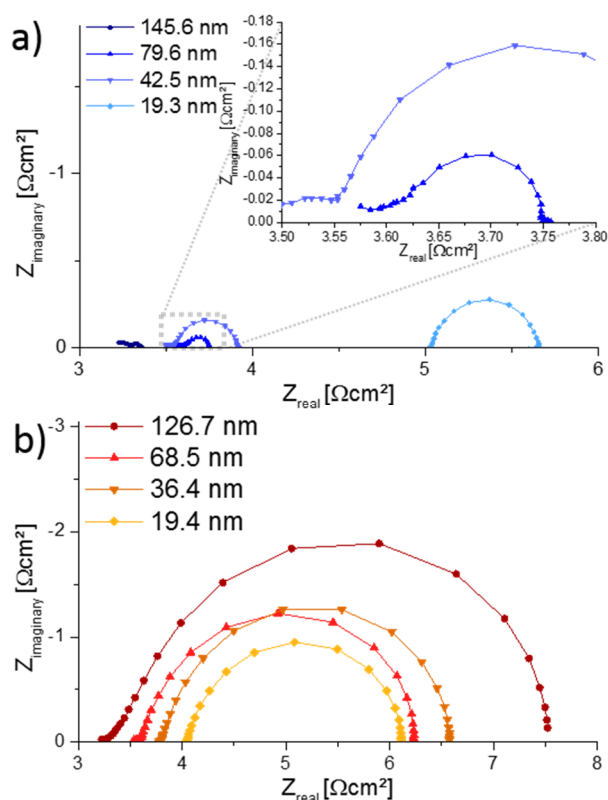 a)
145.6 nm
79.6 nm
42.5 nm
19.3 nm
-0.18
-0.16
-0.14
-0.12
-0.10
-0.08
-0.06
-0.04
-0.02
0.00
Zimaginary [Ωcm²]
3.50 3.55 3.60 3.65 3.70 3.75 3.80
Zreal [Ωcm²]
-1
0
Zimaginary [Ωcm²]
3 4 5 6
Zreal [Ωcm²]
b)
126.7 nm
68.5 nm
36.4 nm
19.4 nm
-3
-2
-1
0
Zimaginary [Ωcm²]
3 4 5 6 7 8
Zreal [Ωcm²]